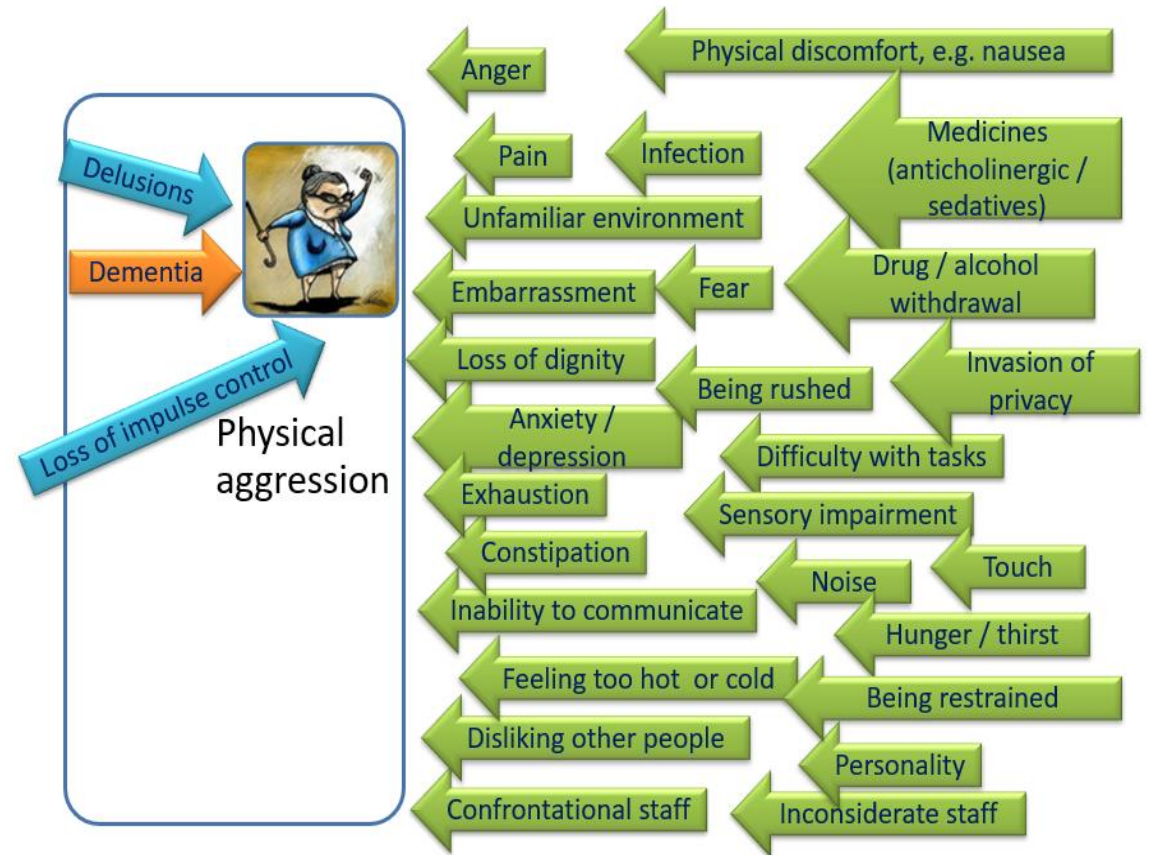 Delusions
Dementia
Loss of impulse control
Physical
aggression
Anger
Physical discomfort, e.g. nausea
Pain
Infection
Medicines
(anticholinergic /
sedatives)
Unfamiliar environment
Embarrassment
Fear
Drug / alcohol
withdrawal
Loss of dignity
Being rushed
Invasion of
privacy
Anxiety /
depression
Difficulty with tasks
Exhaustion
Sensory impairment
Constipation
Noise
Touch
Inability to communicate
Hunger / thirst
Feeling too hot  or cold
Being restrained
Disliking other people
Personality
Confrontational staff
Inconsiderate staff